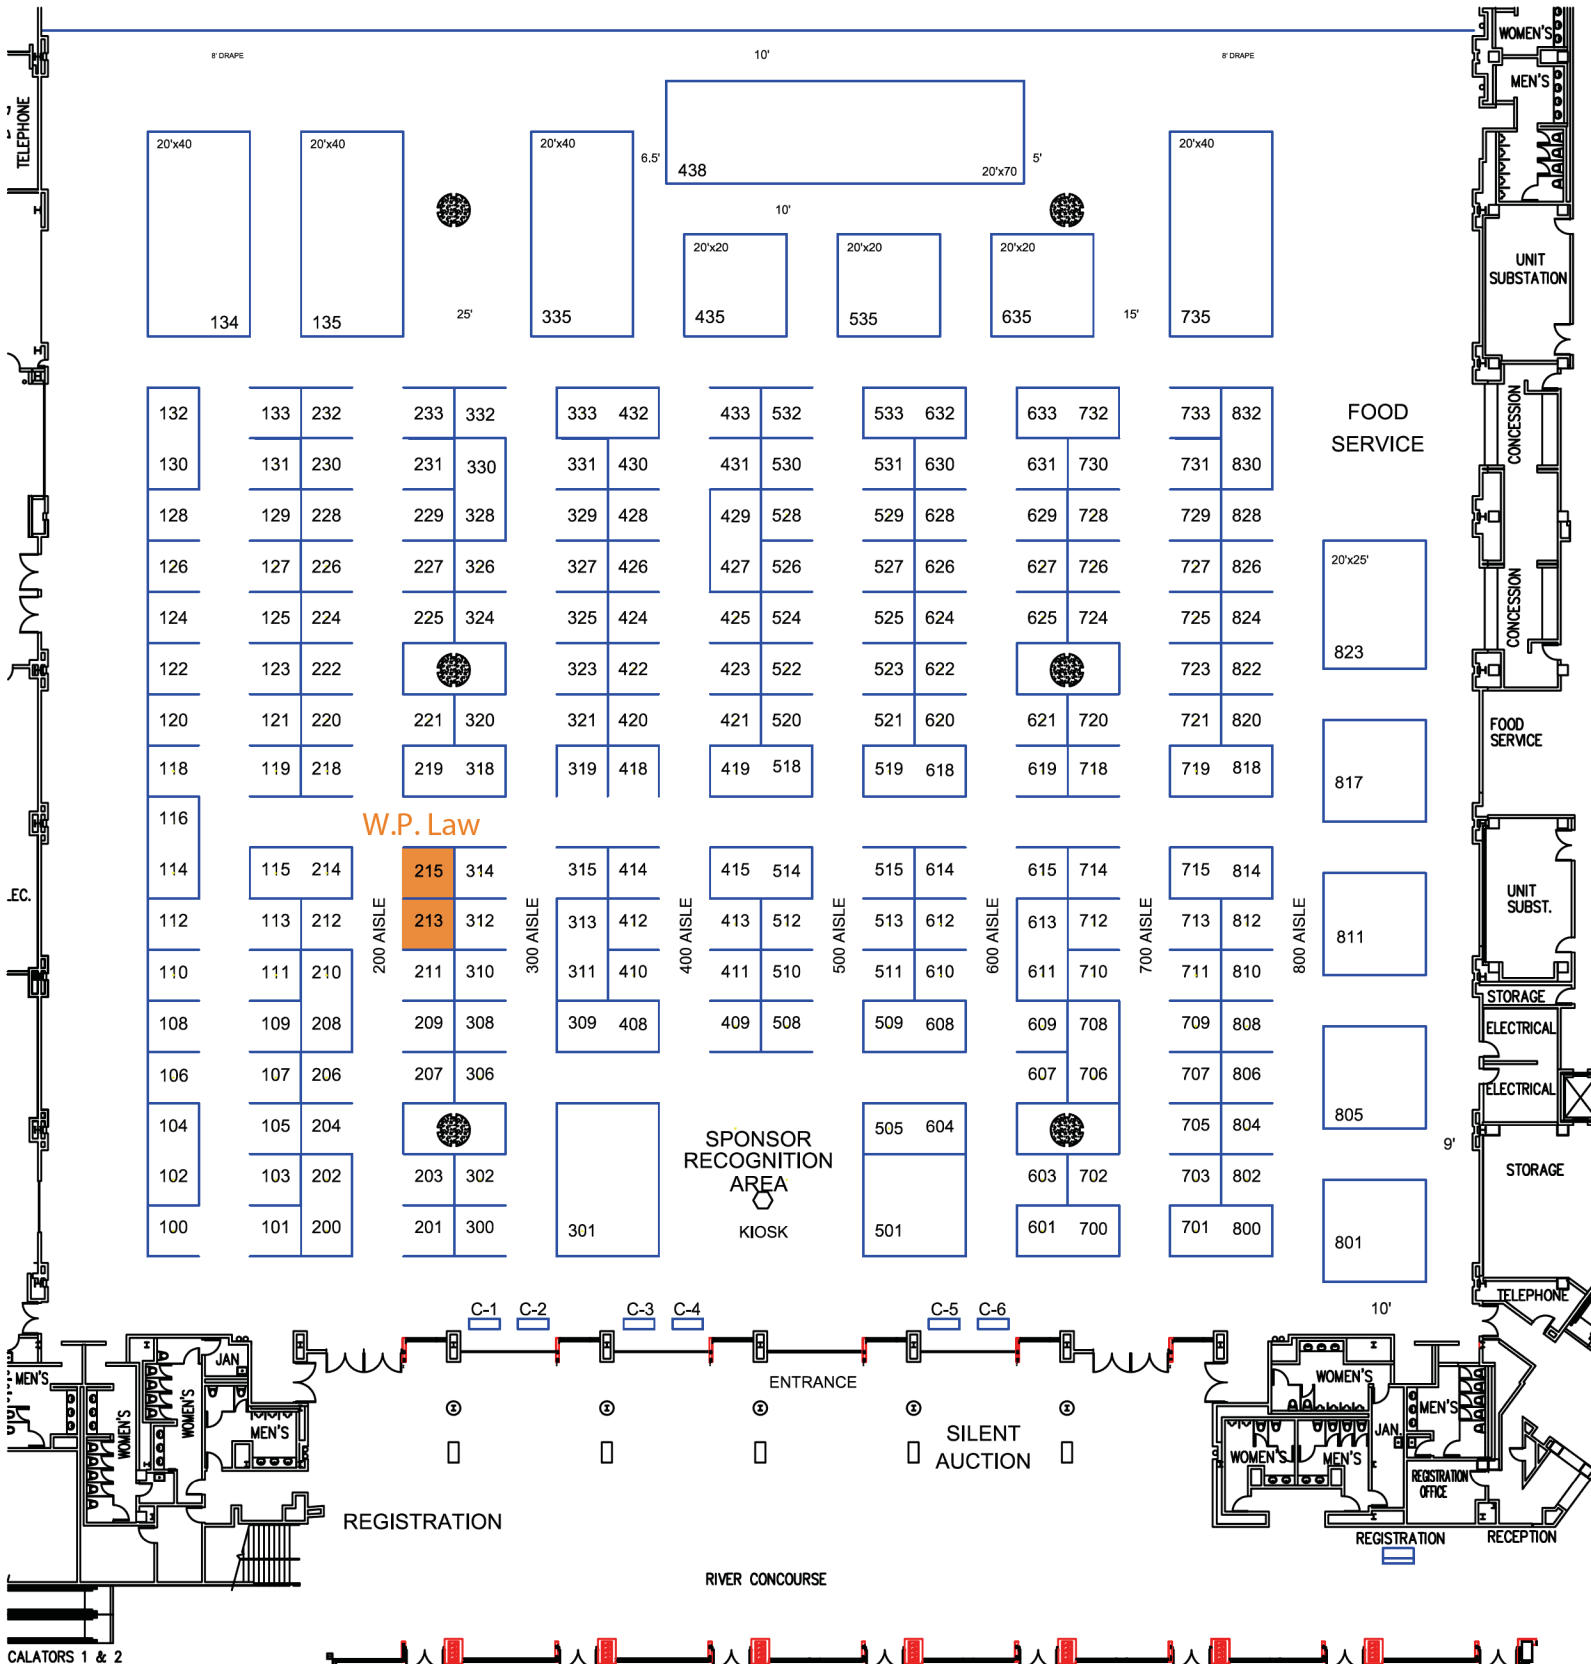 WOMEN'S
8' DRAPE
10'
8' DRAPE
MEN'S
TELEPHONE
20'x40
20'x40
20'x40
6.5'
438
20'x70
5'
20'x40
10'
20'x20
20'x20
20'x20
UNIT
SUBSTATION
134
135
25'
335
435
535
635
15'
735
132 133 232 233 332 333 432 433 532 533 632 633 732 733 832
FOOD
SERVICE
CONCESSION
130 131 230 231 330 331 430 431 530 531 630 631 730 731 830
128 129 228 229 328 329 428 429 528 529 628 629 728 729 828
126 127 226 227 326 327 426 427 526 527 626 627 726 727 826
20'x25'
CONCESSION
124 125 224 225 324 325 424 425 524 525 624 625 724 725 824
122 123 222 323 422 423 522 523 622 723 822
823
120 121 220 221 320 321 420 421 520 521 620 621 720 721 820
FOOD
SERVICE
118 119 218 219 318 319 418 419 518 519 618 619 718 719 818
817
116
W.P. Law
114 115 214 215 314 315 414 415 514 515 614 615 714 715 814
LEC.
UNIT
SUBST.
112 113 212 213 312 313 412 413 512 513 612 613 712 713 812
811
200 AISLE
300 AISLE
400 AISLE
500 AISLE
600 AISLE
700 AISLE
800 AISLE
110 111 210 211 310 311 410 411 510 511 610 611 710 711 810
STORAGE
108 109 208 209 308 309 408 409 508 509 608 609 708 709 808
ELECTRICAL
106 107 206 207 306 607 706 707 806
ELECTRICAL
805
104 105 204 505 604 705 804
SPONSOR
RECOGNITION
AREA
9'
STORAGE
102 103 202 203 302 603 702 703 802
KIOSK
100 101 200 201 300 301 501 601 700 701 800
801
TELEPHONE
C-1 C-2 C-3 C-4 C-5 C-6
10'
JAN
MEN'S
WOMEN'S
WOMEN'S
MEN'S
ENTRANCE
WOMEN'S
MEN'S
JAN.
SILENT
AUCTION
WOMEN'S
MEN'S
REGISTRATION
OFFICE
REGISTRATION
REGISTRATION
RECEPTION
RIVER CONCOURSE
CALATORS 1 & 2